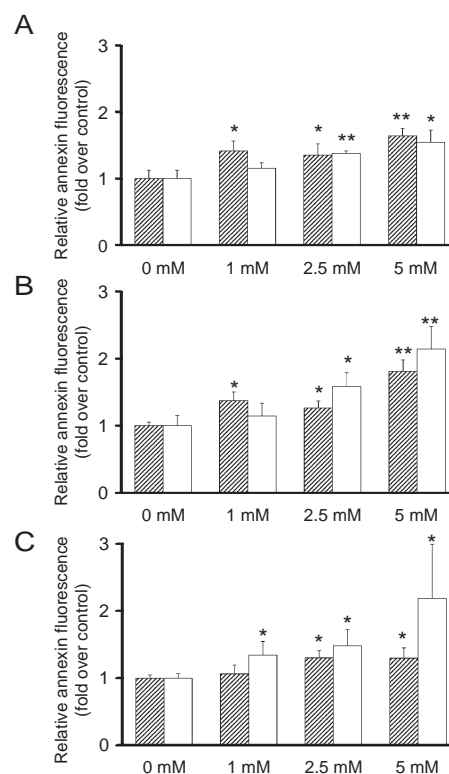 A
Relative annexin fluorescence
(fold over control)
3
2
1
0
* * ** ** *
0 mM 1 mM 2.5 mM 5 mM
B
Relative annexin fluorescence
(fold over control)
3
2
1
0
* * * ** **
0 mM 1 mM 2.5 mM 5 mM
C
Relative annexin fluorescence
(fold over control)
3
2
1
0
* * * * *
0 mM 1 mM 2.5 mM 5 mM